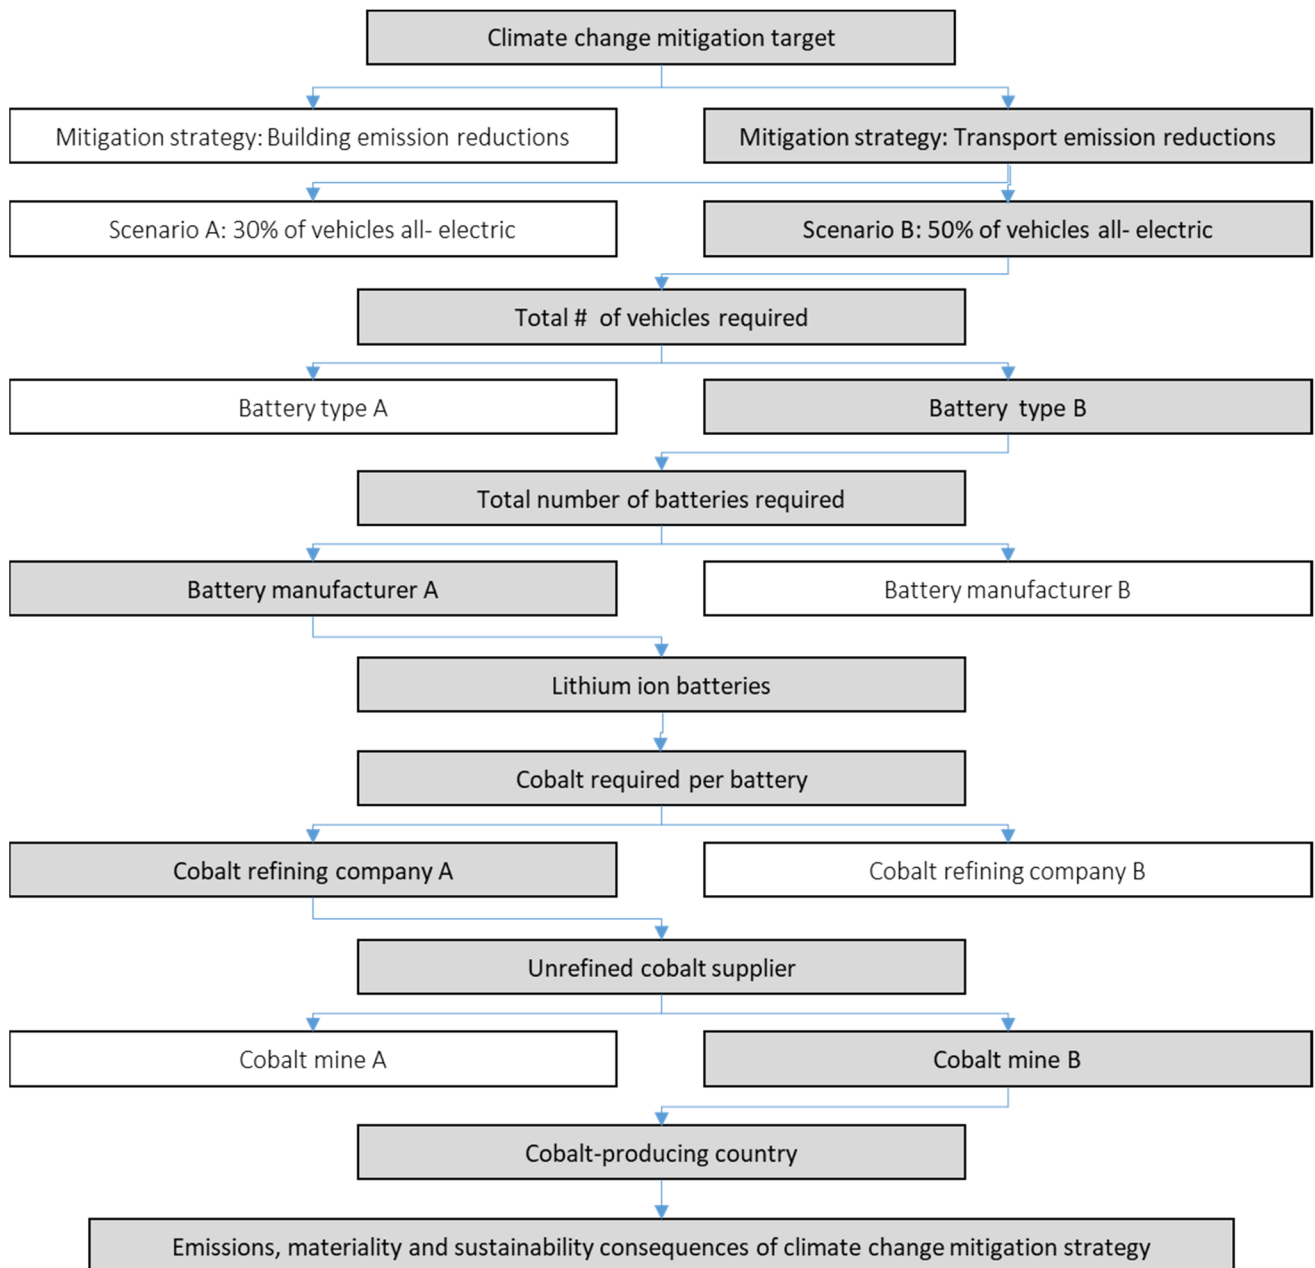 Climate change mitigation target
Mitigation strategy: Building emission reductions
Mitigation strategy: Transport emission reductions
Scenario A: 30% of vehicles all- electric
Scenario B: 50% of vehicles all- electric
Total # of vehicles required
Battery type A
Battery type B
Total number of batteries required
Battery manufacturer A
Battery manufacturer B
Lithium ion batteries
Cobalt required per battery
Cobalt refining company A
Cobalt refining company B
Unrefined cobalt supplier
Cobalt mine A
Cobalt mine B
Cobalt-producing country
Emissions, materiality and sustainability consequences of climate change mitigation strategy